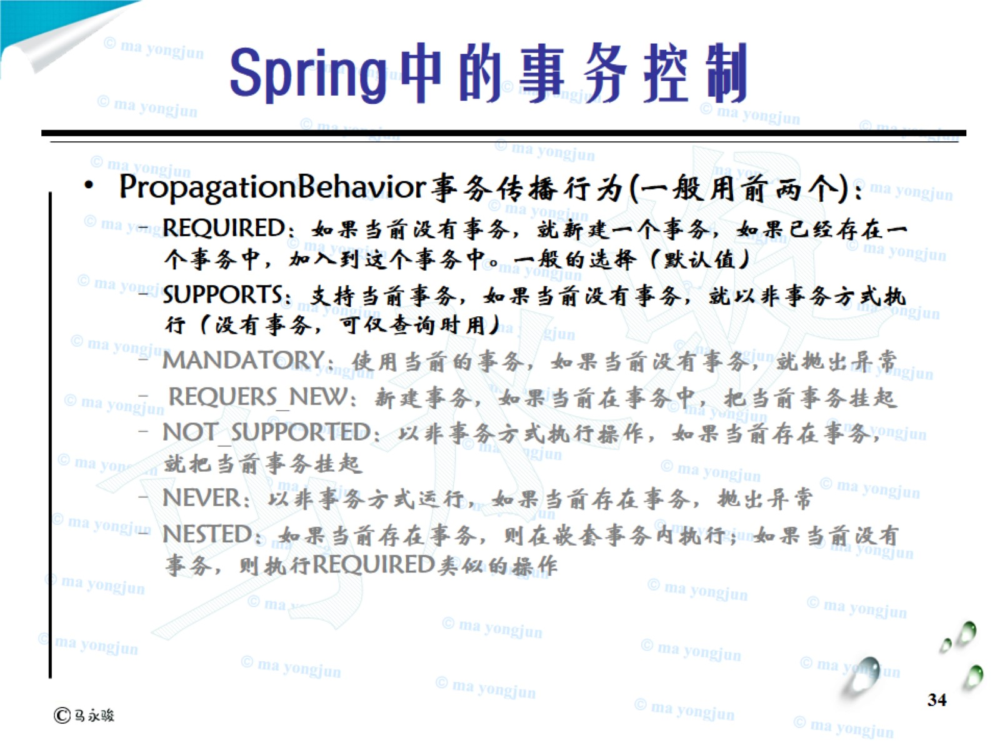 Spring中的事务控制
• PropagationBehavior事务传播行为(一般用前两个)：
– REQUIRED：如果当前没有事务，就新建一个事务，如果已经存在一
个事务中，加入到这个事务中。一般的选择（默认值）
– SUPPORTS：支持当前事务，如果当前没有事务，就以非事务方式执
行（没有事务，可仅查询时用）
– MANDATORY：使用当前的事务，如果当前没有事务，就抛出异常
– REQUERS_NEW：新建事务，如果当前在事务中，把当前事务挂起
– NOT_SUPPORTED：以非事务方式执行操作，如果当前存在事务，
就把当前事务挂起
– NEVER：以非事务方式运行，如果当前存在事务，抛出异常
– NESTED：如果当前存在事务，则在嵌套事务内执行；如果当前没有
事务，则执行REQUIRED类似的操作
34
©马永骏
© ma yongjun
马永骏